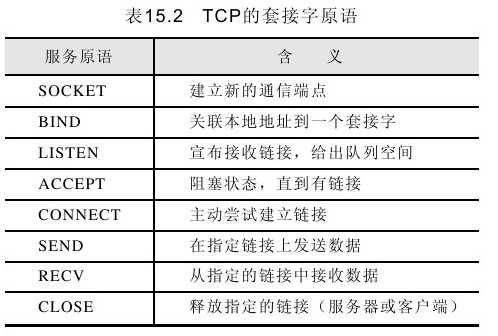 表15.2 TCP的套接字原语
服务原语 含 义
SOCKET 建立新的通信端点
BIND 关联本地地址到一个套接字
LISTEN 宣布接收链接，给出队列空间
ACCEPT 阻塞状态，直到有链接
CONNECT 主动尝试建立链接
SEND 在指定链接上发送数据
RECV 从指定的链接中接收数据
CLOSE 释放指定的链接（服务器或客户端）